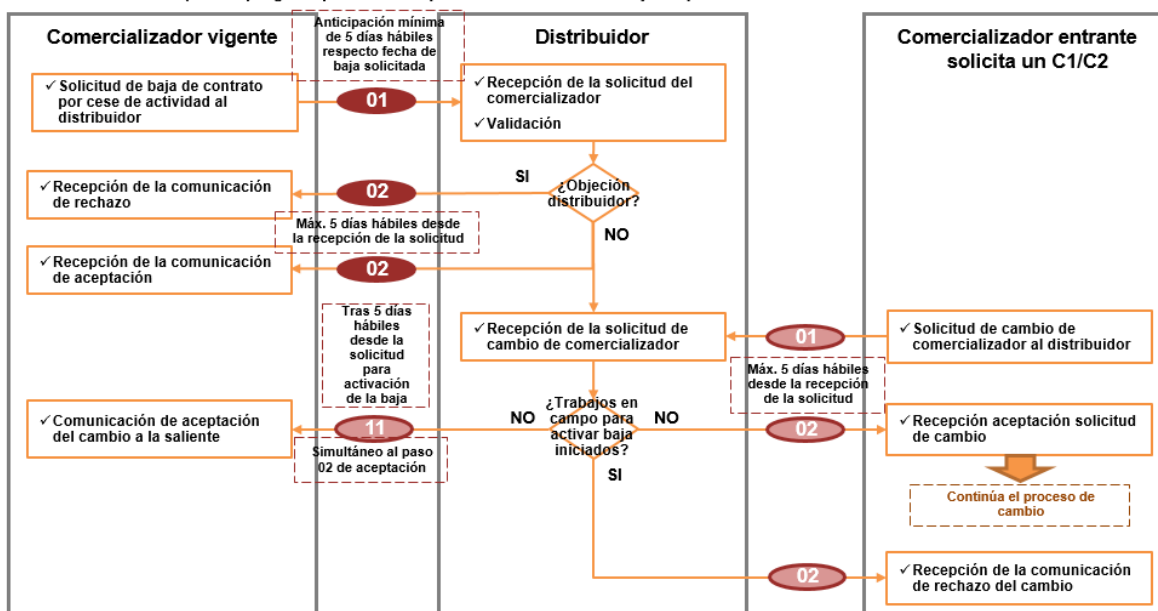 Comercializador vigente
Anticipación mínima
de 5 días hábiles
respecto fecha de
baja solicitada
Distribuidor
Comercializador entrante
solicita un C1/C2
✓ Solicitud de baja de contrato
por cese de actividad al
distribuidor
01
✓ Recepción de la solicitud del
comercializador
✓ Validación
SI
¿Objeción
distribuidor?
✓ Recepción de la comunicación
de rechazo
02
Máx. 5 días hábiles desde
la recepción de la solicitud
NO
✓ Recepción de la comunicación
de aceptación
02
Tras 5 días
hábiles
desde la
solicitud
para
activación
de la baja
✓ Recepción de la solicitud de
cambio de comercializador
01
✓ Solicitud de cambio de
comercializador al distribuidor
Máx. 5 días hábiles
desde la recepción
de la solicitud
✓ Comunicación de aceptación
del cambio a la saliente
11
Simultáneo al paso
02 de aceptación
NO
¿Trabajos en
campo para
activar baja
iniciados?
NO
02
✓ Recepción aceptación solicitud
de cambio
SI
Continúa el proceso de
cambio
02
✓ Recepción de la comunicación
de rechazo del cambio